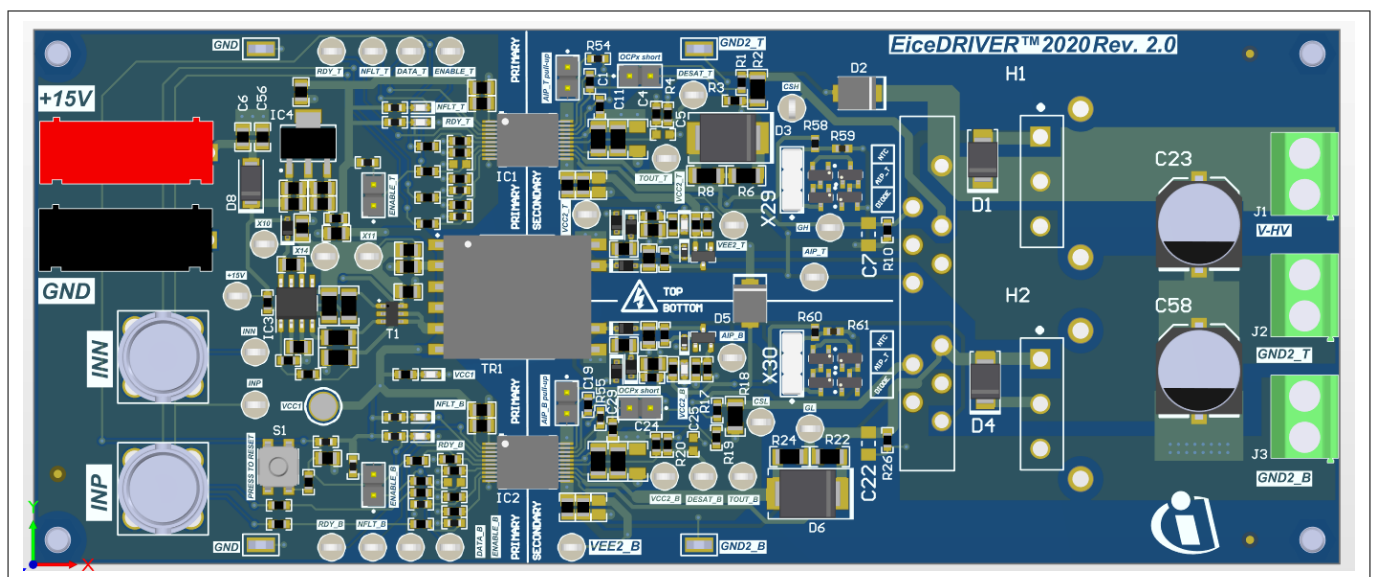 GND
RDY_T
NFLT_T
DATA_T
ENABLE_T
PRIMARY
AIP_T pull-up
R54
OCPx short
C1
C11
C4
R4
C5
DESAT_T
GND2_T
R1
R2
R3
D3
CSH
D2
EiceDRIVER™ 2020 Rev. 2.0
H1
+15V
C6
C56
IC4
NFLT_T
RDY_T
D8
ENABLE_T
IC1
SECONDARY
PRIMARY
VCC2_T
TOUT_T
VCC2_T
R8
R6
X29
R58
R59
NTC
AIP_T
DIODE
GH
C7
R10
D1
C23
J1
V-HV
GND
X10
X14
X11
+15V
VEE2_T
AIP_T
INN
INN
IC3
T1
TR1
TOP
BOTTOM
D5
H2
C58
J2
GND2_T
INP
VCC1
VCC1
NFLT_B
RDY_B
PRIMARY
AIP_B pull-up
C19
R55
C29
OCPx short
C24
VCC2_B
AIP_B
R17
R18
C25
R19
R20
CSL
X30
R60
R61
NTC
AIP_T
DIODE
GL
C22
R26
D4
J3
GND2_B
INP
S1
PRESS TO RESET
ENABLE_B
IC2
VCC2_B
DESAT_B
TOUT_B
R24
R22
D6
GND
RDY_B
NFLT_B
DATA_B
ENABLE_B
PRIMARY
SECONDARY
VEE2_B
GND2_B
Y
X